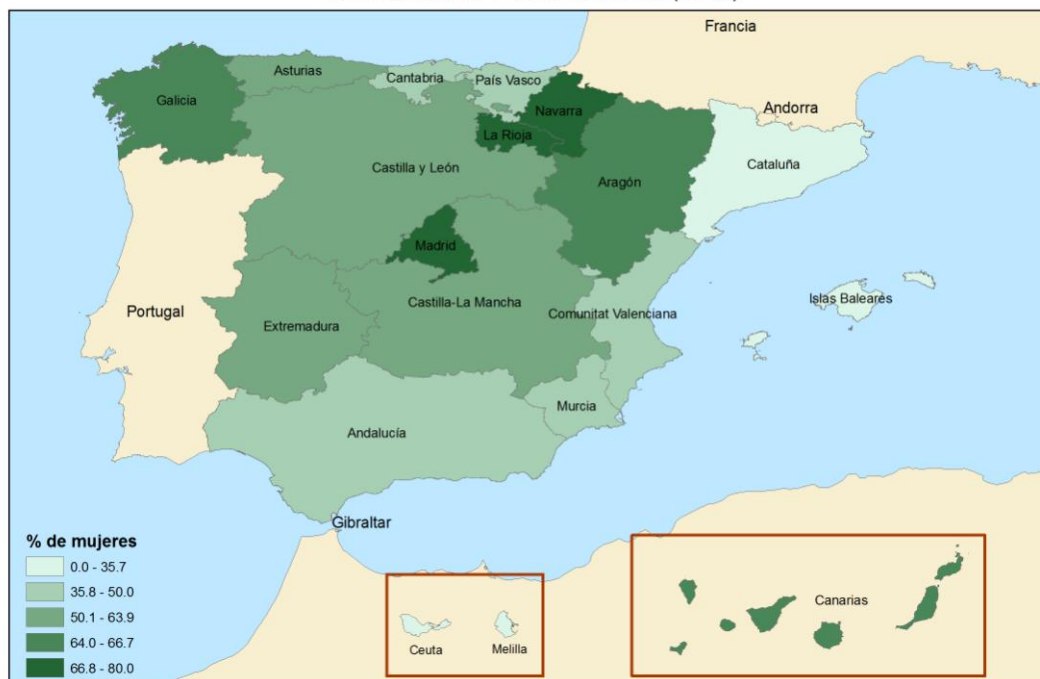 Francia
Asturias
Cantabria
País Vasco
Galicia
Navarra
Andorra
La Rioja
Castilla y León
Cataluña
Aragón
Madrid
Portugal
Castilla-La Mancha
Comunitat Valenciana
Islas Baleares
Extremadura
Murcia
Andalucía
Gibraltar
% de mujeres
0.0 - 35.7
35.8 - 50.0
50.1 - 63.9
64.0 - 66.7
66.8 - 80.0
Ceuta
Melilla
Canarias